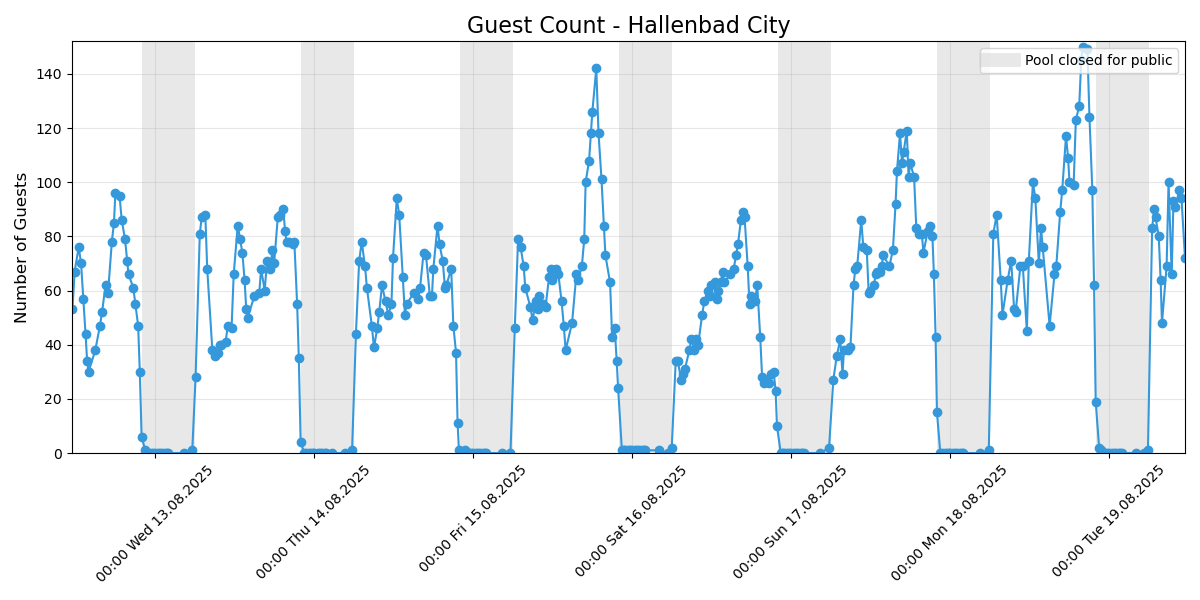 Guest Count - Hallenbad City
Pool closed for public
Number of Guests
140
120
100
80
60
40
20
0
00:00 Wed 13.08.2025
00:00 Thu 14.08.2025
00:00 Fri 15.08.2025
00:00 Sat 16.08.2025
00:00 Sun 17.08.2025
00:00 Mon 18.08.2025
00:00 Tue 19.08.2025